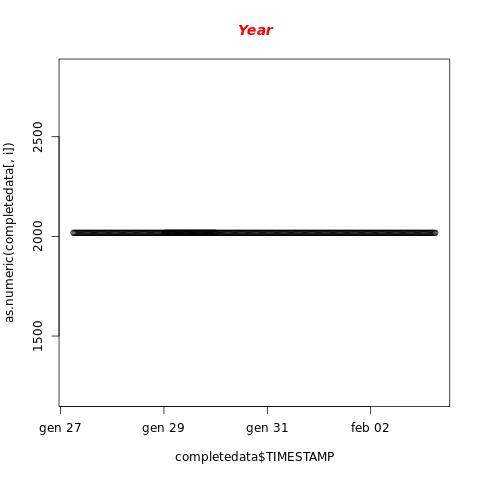 Year
as.numeric(completedata[, i])
2500
2000
1500
gen 27
gen 29
gen 31
feb 02
completedata$TIMESTAMP